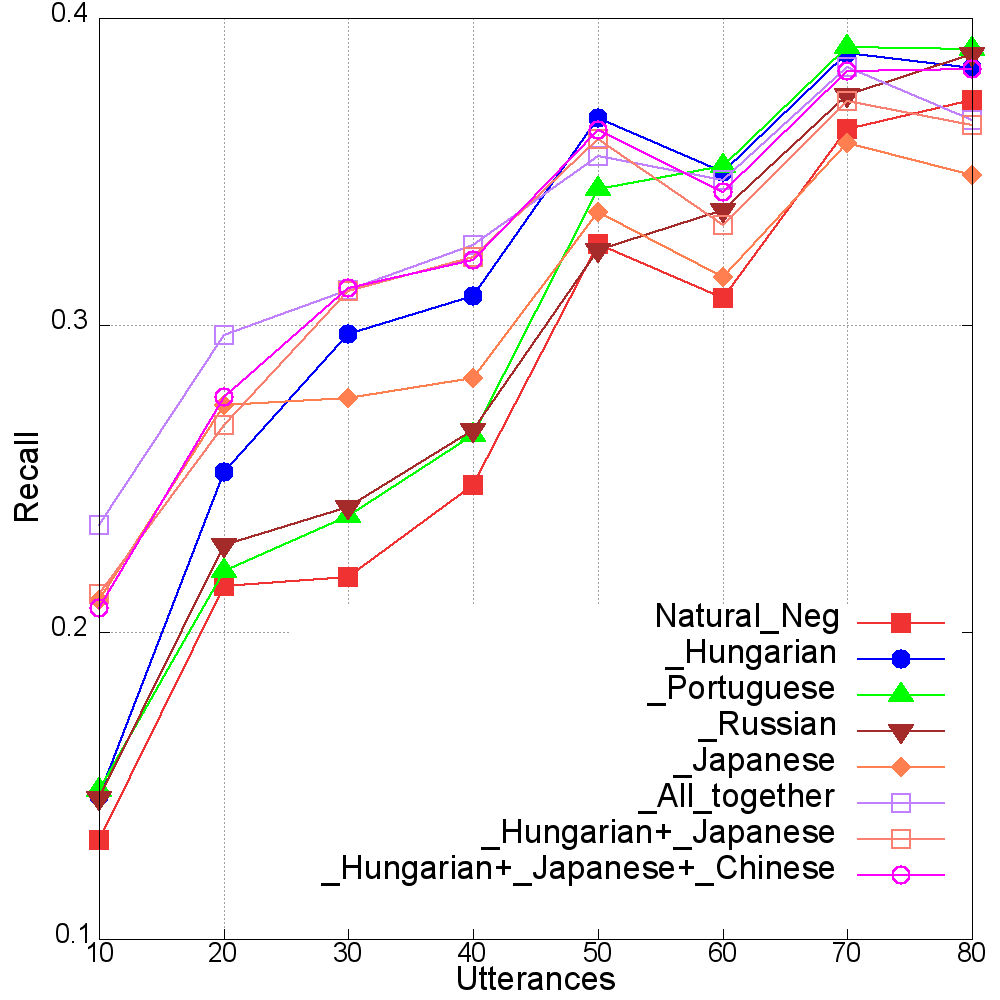 0.4
0.3
0.2
0.1
Recall
10 20 30 40 50 60 70 80
Utterances
Natural_Neg
_Hungarian
_Portuguese
_Russian
_Japanese
_All_together
_Hungarian+_Japanese
_Hungarian+_Japanese+_Chinese